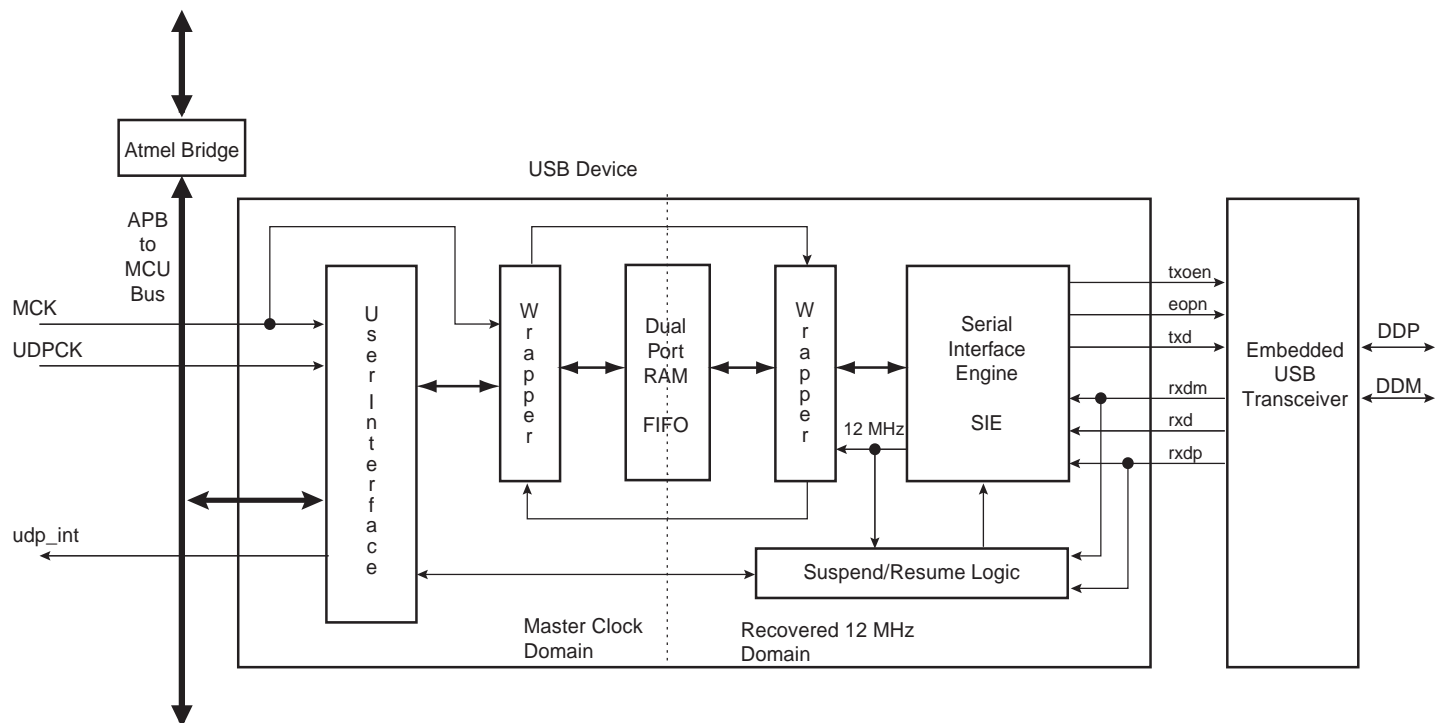 Atmel Bridge
USB Device
APB
to
MCU
Bus
MCK
UDPCK
udp_int
User Interface
Wrapper
Dual
Port
RAM
FIFO
Wrapper
12 MHz
Serial
Interface
Engine
SIE
Suspend/Resume Logic
Master Clock
Domain
Recovered 12 MHz
Domain
txoen
eopn
txd
rxdm
rxd
rxdp
Embedded
USB
Transceiver
DDP
DDM